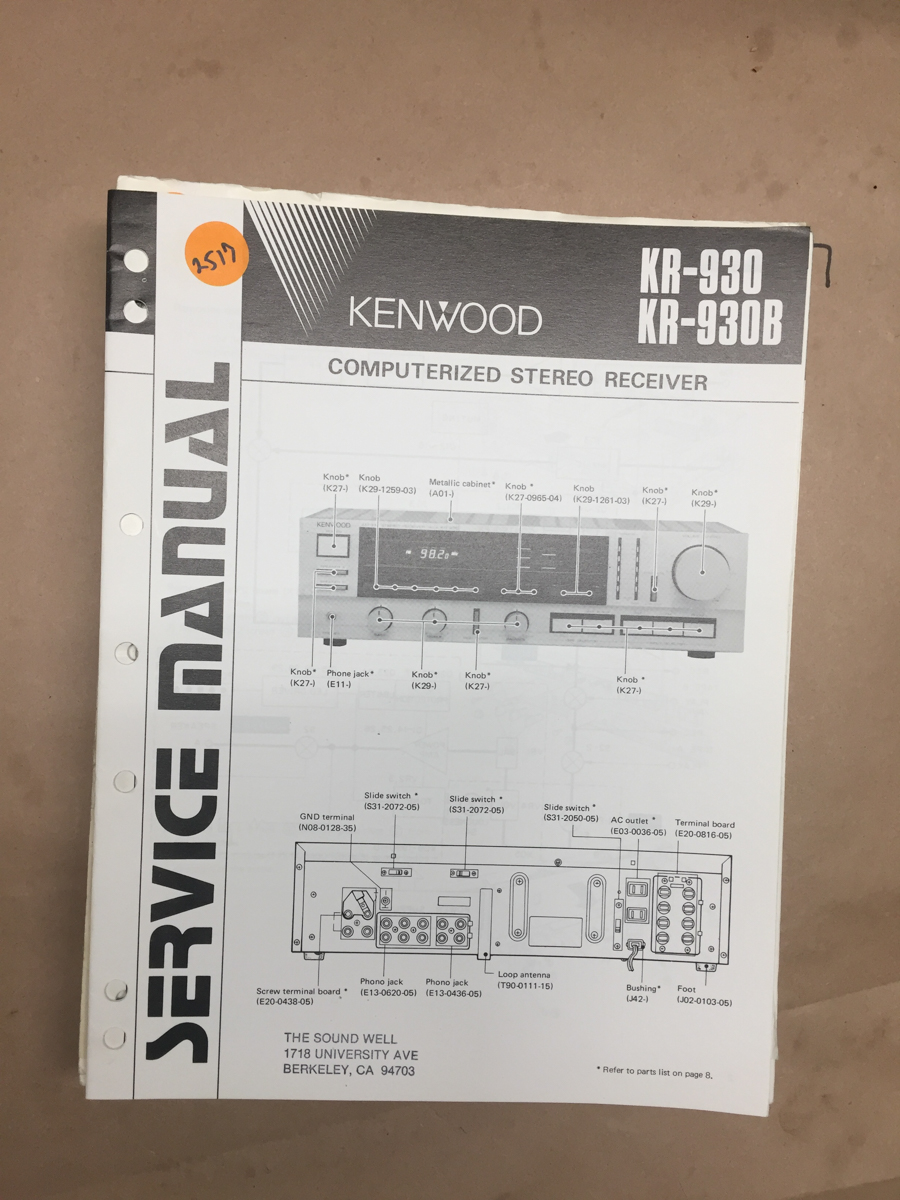 2517
KENWOOD
KR-930
KR-930B
COMPUTERIZED STEREO RECEIVER
SERVICE MANUAL
Knob*
(K27-)
Knob
(K29-1259-03)
Metallic cabinet*
(A01-)
Knob *
(K27-0965-04)
Knob
(K29-1261-03)
Knob*
(K27-)
Knob*
(K29-)
KENWOOD
98.20
Knob*
(K27-)
Phone jack*
(E11-)
Knob*
(K29-)
Knob*
(K27-)
Knob *
(K27-)
GND terminal
(N08-0128-35)
Slide switch *
(S31-2072-05)
Slide switch *
(S31-2072-05)
Slide switch *
(S31-2050-05)
AC outlet *
(E03-0036-05)
Terminal board
(E20-0816-05)
Screw terminal board *
(E20-0438-05)
Phono jack
(E13-0620-05)
Phono jack
(E13-0436-05)
Loop antenna
(T90-0111-15)
Bushing*
(J42-)
Foot
(J02-0103-05)
THE SOUND WELL
1718 UNIVERSITY AVE
BERKELEY, CA 94703
* Refer to parts list on page 8.